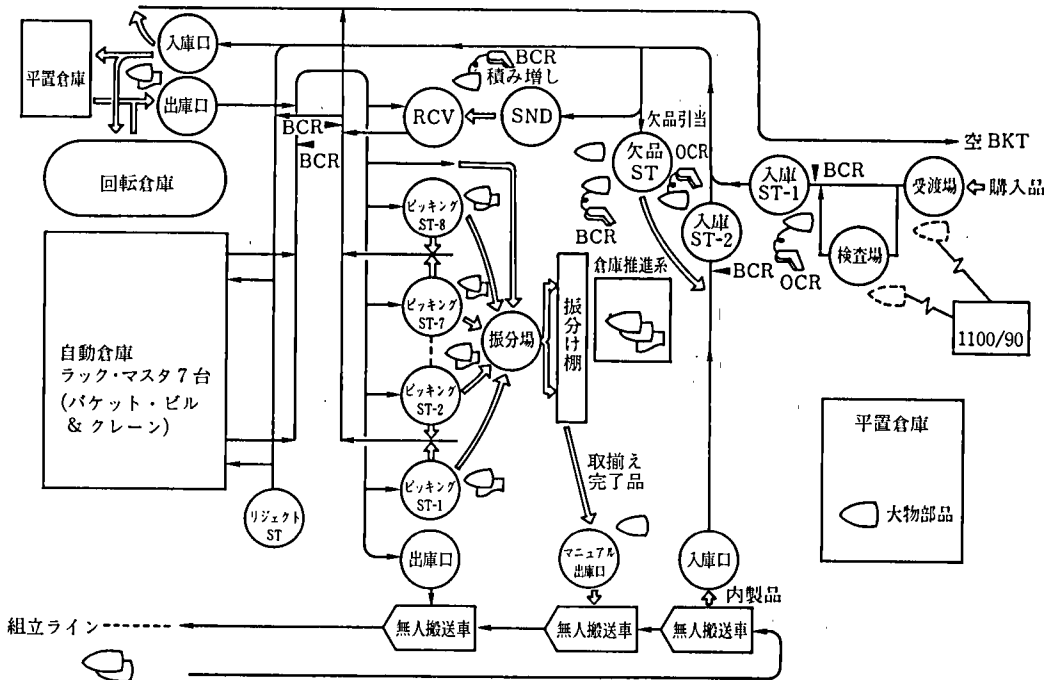 入庫口
平置倉庫
出庫口
BCR
積み増し
RCV
SND
BCR
BCR
回転倉庫
欠品引当
欠品
ST
OCR
BCR
空BKT
入庫
ST-1
BCR
受渡場
購入品
入庫
ST-2
BCR
OCR
検査場
1100/90
ピッキング
ST-8
ピッキング
ST-7
ピッキング
ST-2
ピッキング
ST-1
振分場
振分け棚
倉庫推進系
自動倉庫
ラック・マスタ7台
(バケット・ビル
& クレーン)
平置倉庫
大物部品
取揃え
完了品
リジェクト
ST
出庫口
マニュアル
出庫口
入庫口
内製品
組立ライン
無人搬送車
無人搬送車
無人搬送車